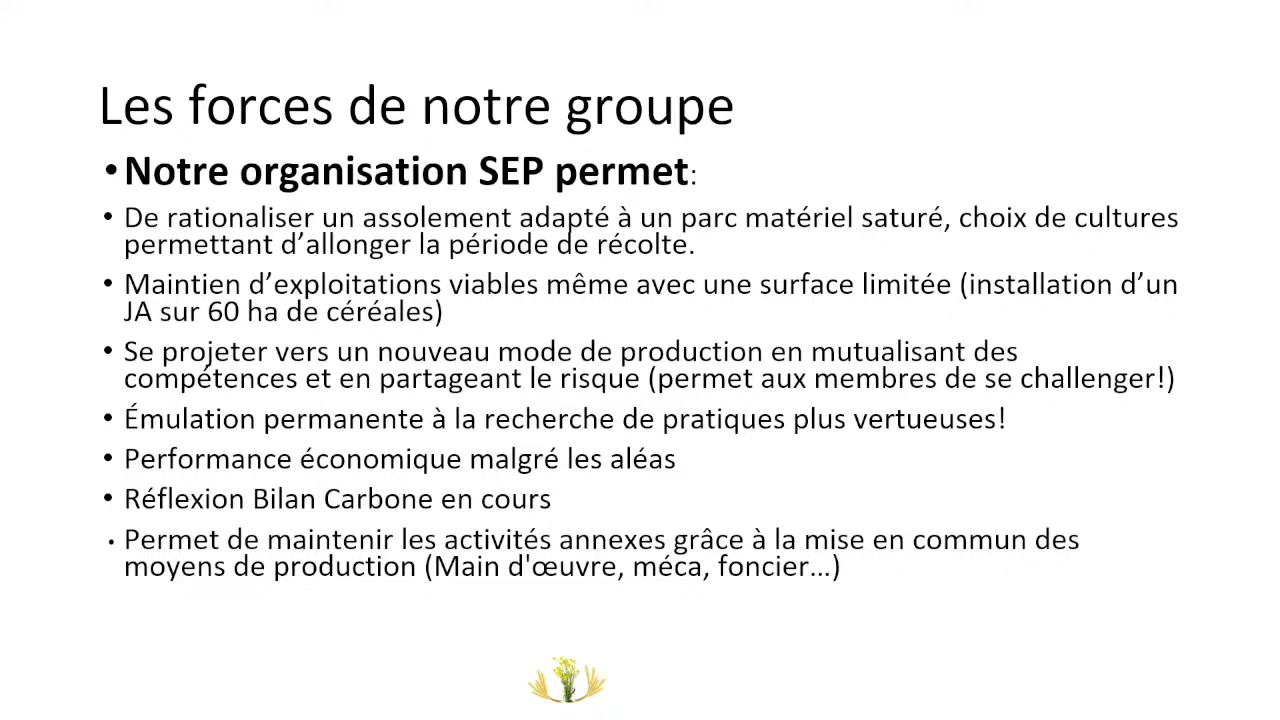 Les forces de notre groupe
•Notre organisation SEP permet:
• De rationaliser un assolement adapté à un parc matériel saturé, choix de cultures
permettant d’allonger la période de récolte.
• Maintien d’exploitations viables même avec une surface limitée (installation d’un
JA sur 60 ha de céréales)
• Se projeter vers un nouveau mode de production en mutualisant des
compétences et en partageant le risque (permet aux membres de se challenger!)
• Émulation permanente à la recherche de pratiques plus vertueuses!
• Performance économique malgré les aléas
• Réflexion Bilan Carbone en cours
• Permet de maintenir les activités annexes grâce à la mise en commun des
moyens de production (Main d'œuvre, méca, foncier…)